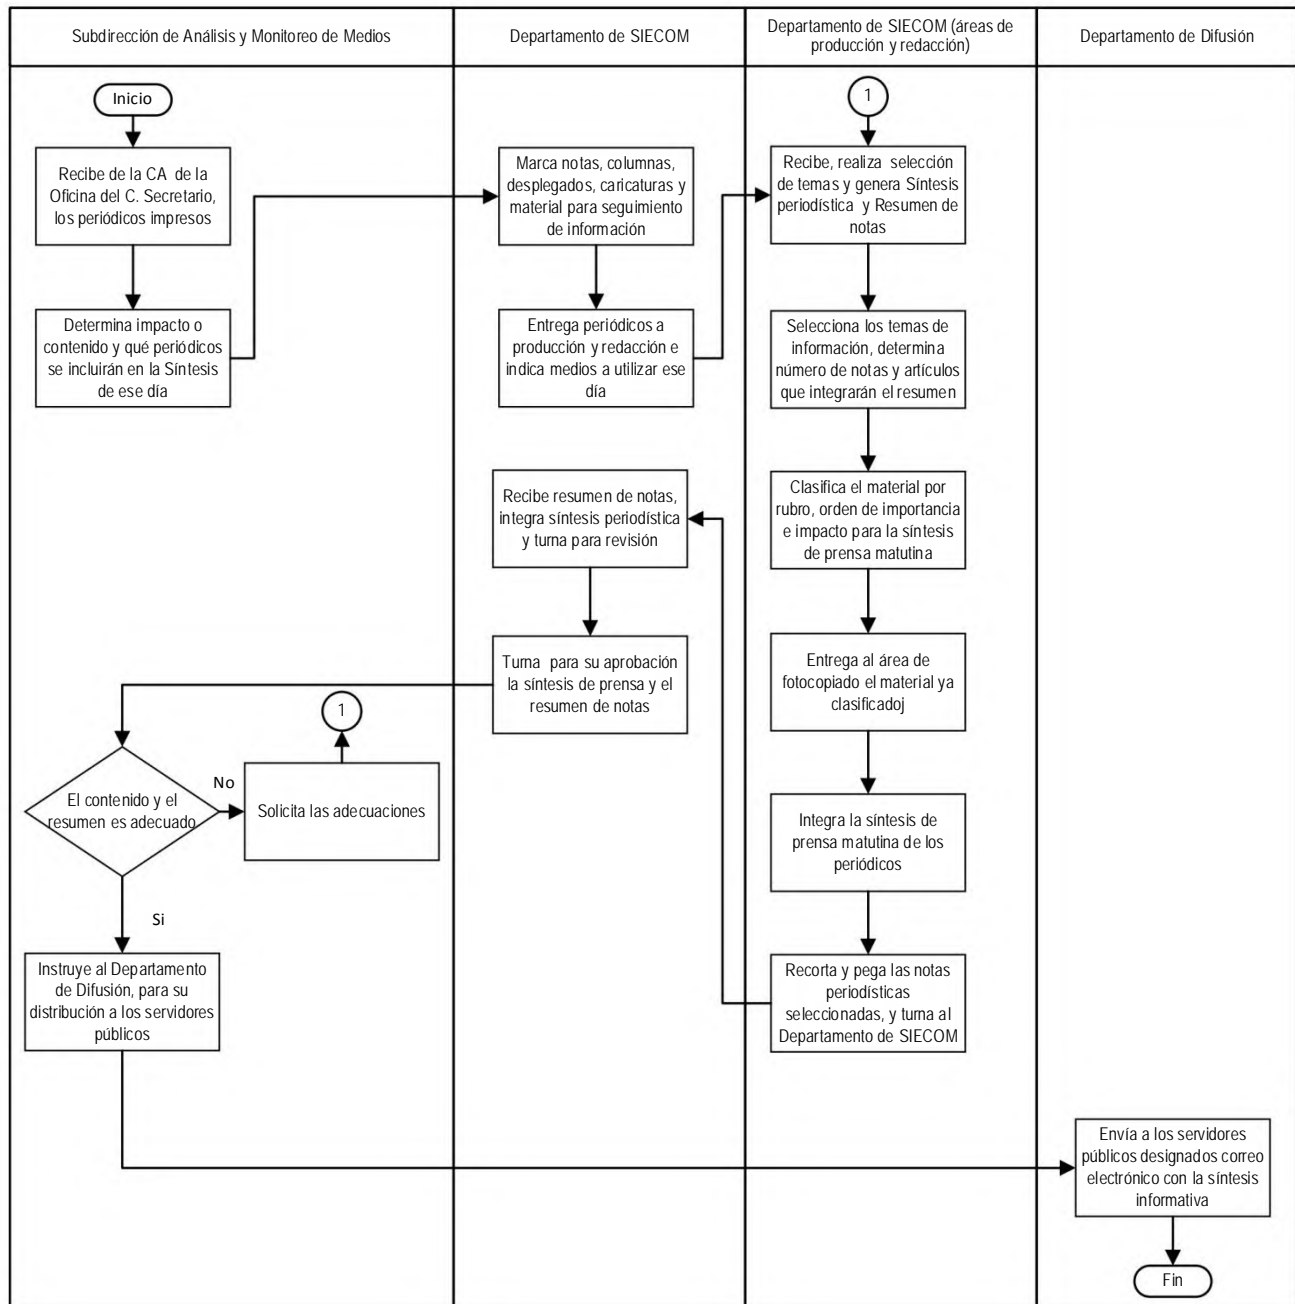 Subdirección de Análisis y Monitoreo de Medios
Departamento de SIECOM
Departamento de SIECOM (áreas de
producción y redacción)
Departamento de Difusión
Inicio
Recibe de la CA de la
Oficina del C. Secretario,
los periódicos impresos
Determina impacto o
contenido y qué periódicos
se incluirán en la Síntesis
de ese día
Marca notas, columnas,
desplegados, caricaturas y
material para seguimiento
de información
Entrega periódicos a
producción y redacción e
indica medios a utilizar ese
día
1
Recibe, realiza selección
de temas y genera Síntesis
periodística y Resumen de
notas
Selecciona los temas de
información, determina
número de notas y artículos
que integrarán el resumen
Clasifica el material por
rubro, orden de importancia
e impacto para la síntesis
de prensa matutina
Entrega al área de
fotocopiado el material ya
clasificadoj
Integra la síntesis de
prensa matutina de los
periódicos
Recorta y pega las notas
periodísticas
seleccionadas, y turna al
Departamento de SIECOM
Recibe resumen de notas,
integra síntesis periodística
y turna para revisión
Turna para su aprobación
la síntesis de prensa y el
resumen de notas
El contenido y el
resumen es adecuado
No
Solicita las adecuaciones
1
Si
Instruye al Departamento
de Difusión, para su
distribución a los servidores
públicos
Envía a los servidores
públicos designados correo
electrónico con la síntesis
informativa
Fin